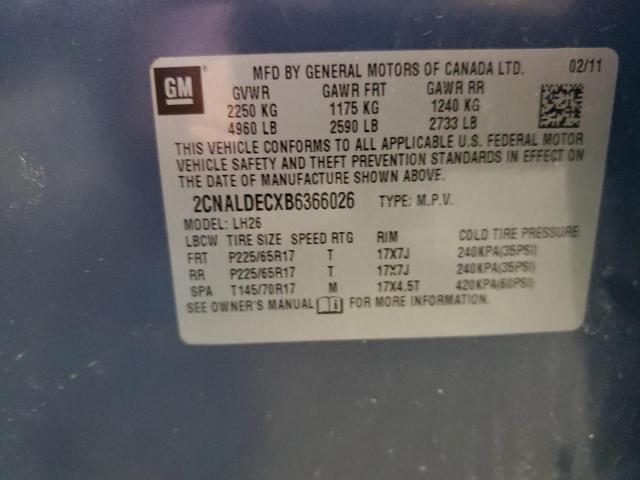 GM
MFD BY GENERAL MOTORS OF CANADA LTD. 02/11
GVWR GAWR FRT GAWR RR
2250 KG 1175 KG 1240 KG
4960 LB 2590 LB 2733 LB
THIS VEHICLE CONFORMS TO ALL APPLICABLE U.S. FEDERAL MOTOR
VEHICLE SAFETY AND THEFT PREVENTION STANDARDS IN EFFECT ON
THE DATE OF MANUFACTURE SHOWN ABOVE.
2CNALDECXB6366026 TYPE: M.P.V.
MODEL: LH26
LBCW TIRE SIZE SPEED RTG RIM COLD TIRE PRESSURE
FRT P225/65R17 T 17X7J 240KPA(35PSI)
RR P225/65R17 T 17X7J 240KPA(35PSI)
SPA T145/70R17 M 17X4.5T 420KPA(60PSI)
SEE OWNER'S MANUAL i FOR MORE INFORMATION.